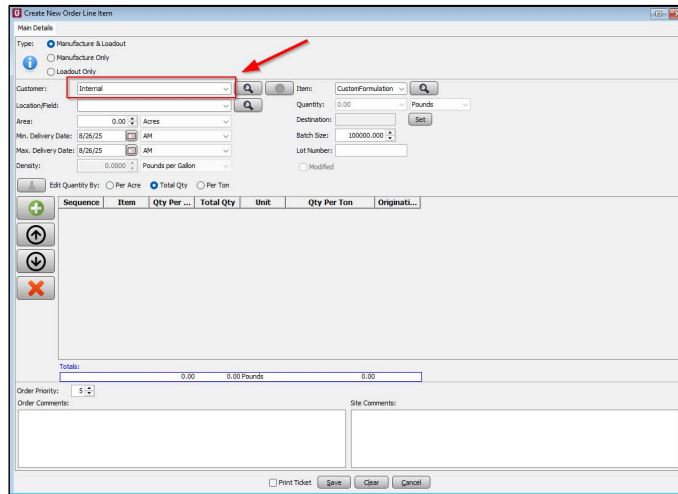 Create New Order Line Item
Main Details
Type: Manufacture & Loadout
Manufacture Only
Loadout Only
Customer: Internal Item: CustomFormulation
Location/Field: Quantity: 0.00 Pounds
Area: 0.00 Acres Destination: Set
Min. Delivery Date: 8/26/25 AM Batch Size: 100000.000
Max. Delivery Date: 8/26/25 AM Lot Number:
Density: 0.0000 Pounds per Gallon Modified
Edit Quantity By: Per Acre Total Qty Per Ton
Sequence Item Qty Per ... Total Qty Unit Qty Per Ton Originati...
Totals:
0.00 0.00 Pounds 0.00
Order Priority: 5
Order Comments: Site Comments:
Print Ticket Save Clear Cancel